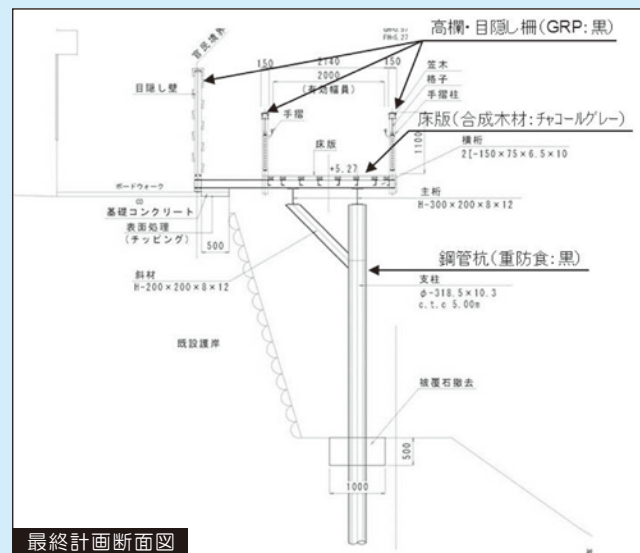 高欄・目隠し柵(GRP:黒)
官民境界
FH=5.27
150
2140
150
2000
(有効幅員)
目隠し壁
笠木
格子
手摺柱
手摺
床版(合成木材:チャコールグレー)
床版
1100
横桁
2[-150×75×6.5×10
+5.27
ボードウォーク
主桁
H-300×200×8×12
基礎コンクリート
表面処理
(チッピング)
500
鋼管杭(重防食:黒)
斜材
H-200×200×8×12
支柱
φ-318.5×10.3
c.t.c 5.00m
既設護岸
被覆石撤去
500
1000
最終計画断面図